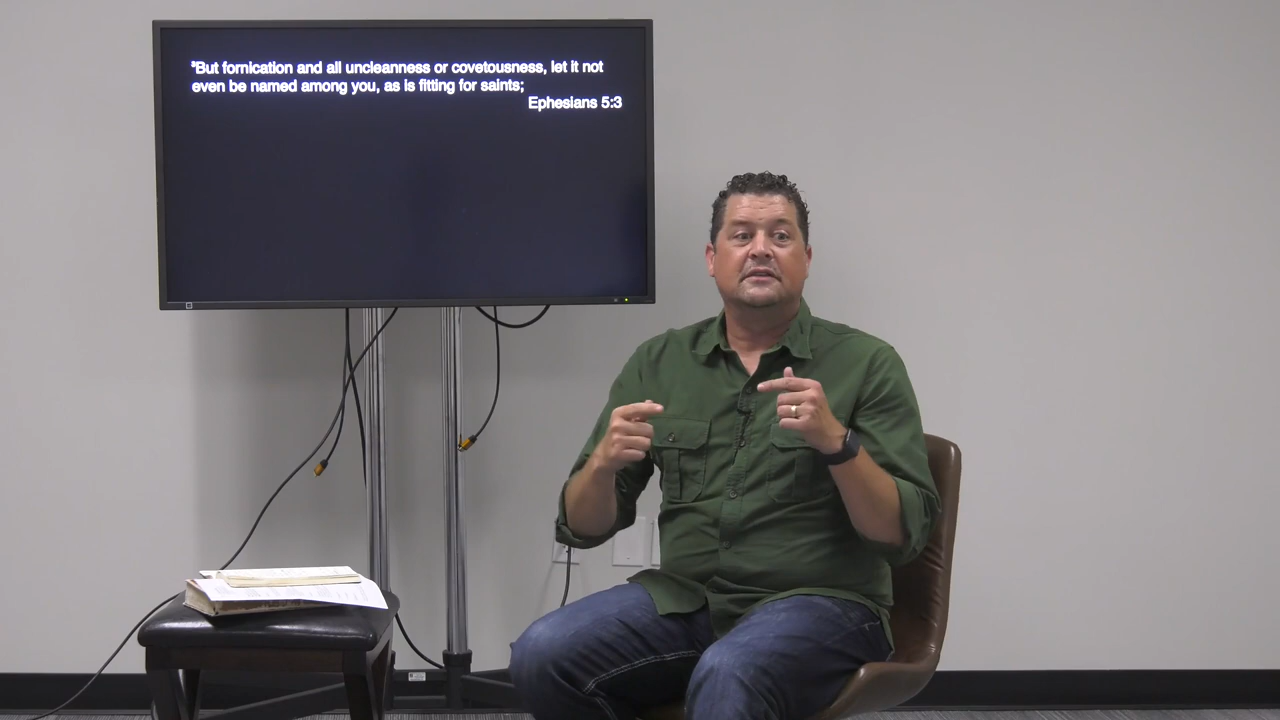 "But fornication and all uncleanness or covetousness, let it not
even be named among you, as is fitting for saints;
Ephesians 5:3